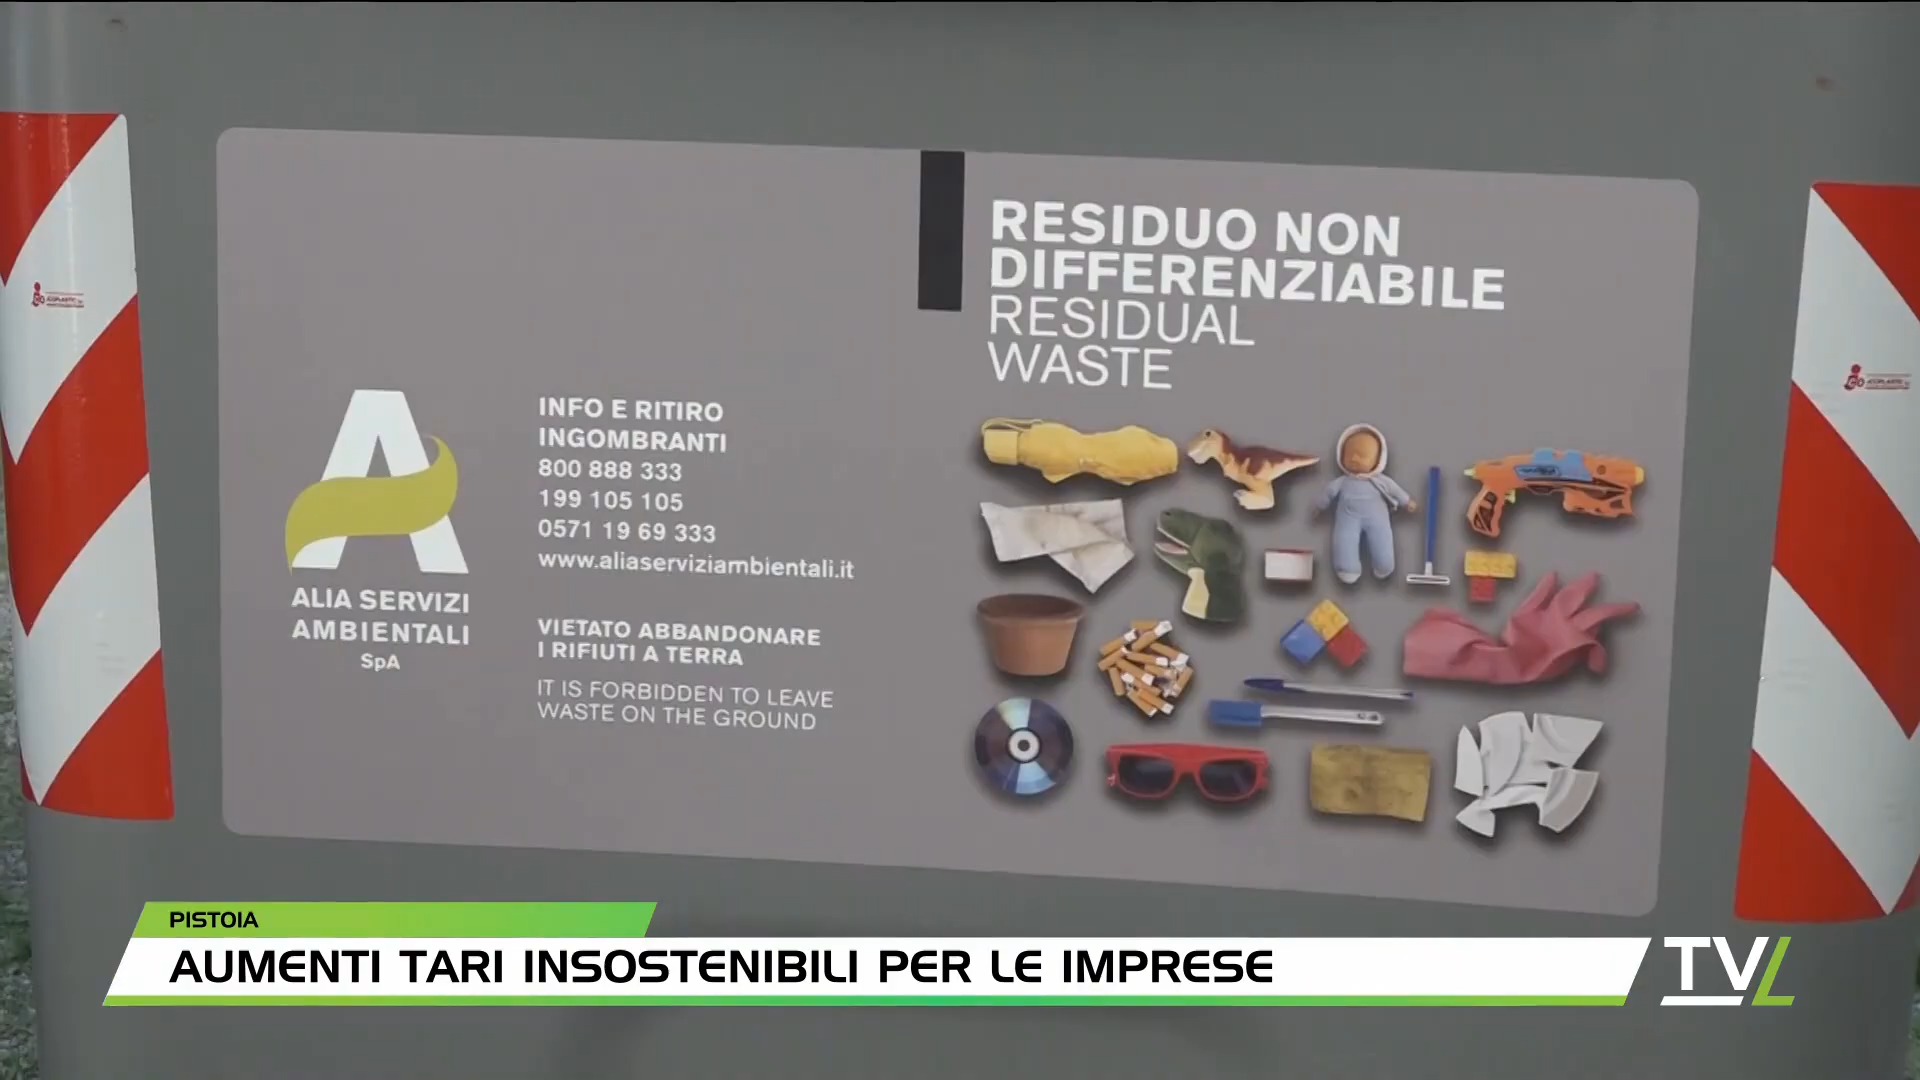 RESIDUO NON
DIFFERENZIABILE
RESIDUAL
WASTE
INFO E RITIRO
INGOMBRANTI
800 888 333
199 105 105
0571 19 69 333
www.aliaserviziambientali.it
ALIA SERVIZI
AMBIENTALI
SpA
VIETATO ABBANDONARE
I RIFIUTI A TERRA
IT IS FORBIDDEN TO LEAVE
WASTE ON THE GROUND
PISTOIA
AUMENTI TARI INSOSTENIBILI PER LE IMPRESE
TVL